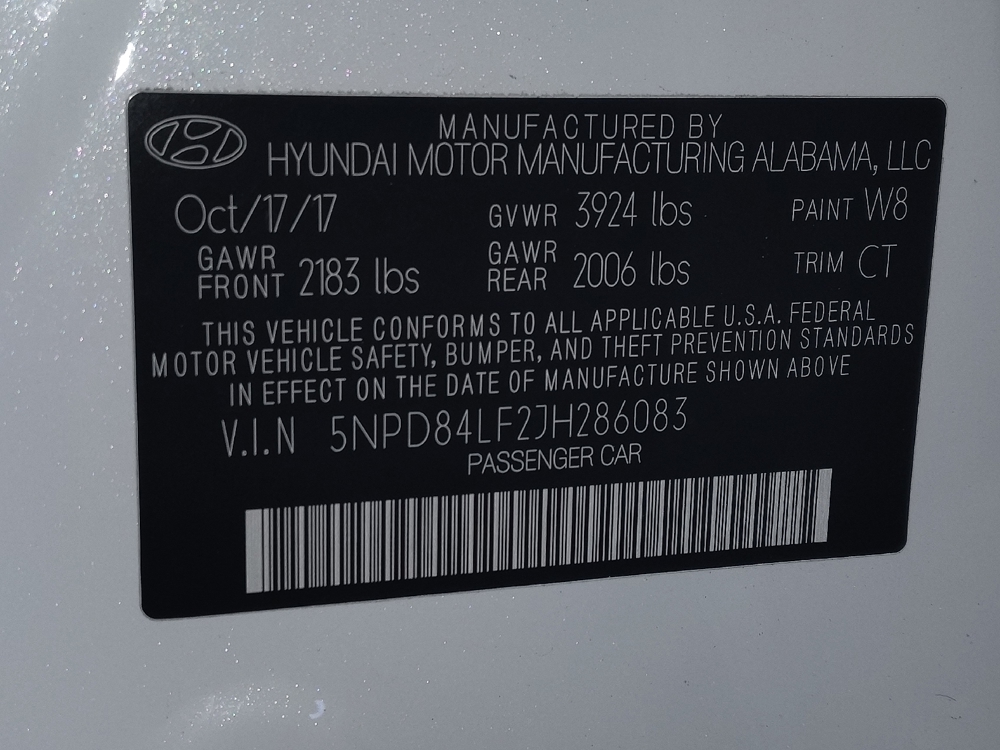 MANUFACTURED BY
HYUNDAI MOTOR MANUFACTURING ALABAMA, LLC
Oct/17/17 GVWR 3924 lbs PAINT W8
GAWR FRONT 2183 lbs GAWR REAR 2006 lbs TRIM CT
THIS VEHICLE CONFORMS TO ALL APPLICABLE U.S.A. FEDERAL
MOTOR VEHICLE SAFETY, BUMPER, AND THEFT PREVENTION STANDARDS
IN EFFECT ON THE DATE OF MANUFACTURE SHOWN ABOVE
V.I.N 5NPD84LF2JH286083
PASSENGER CAR